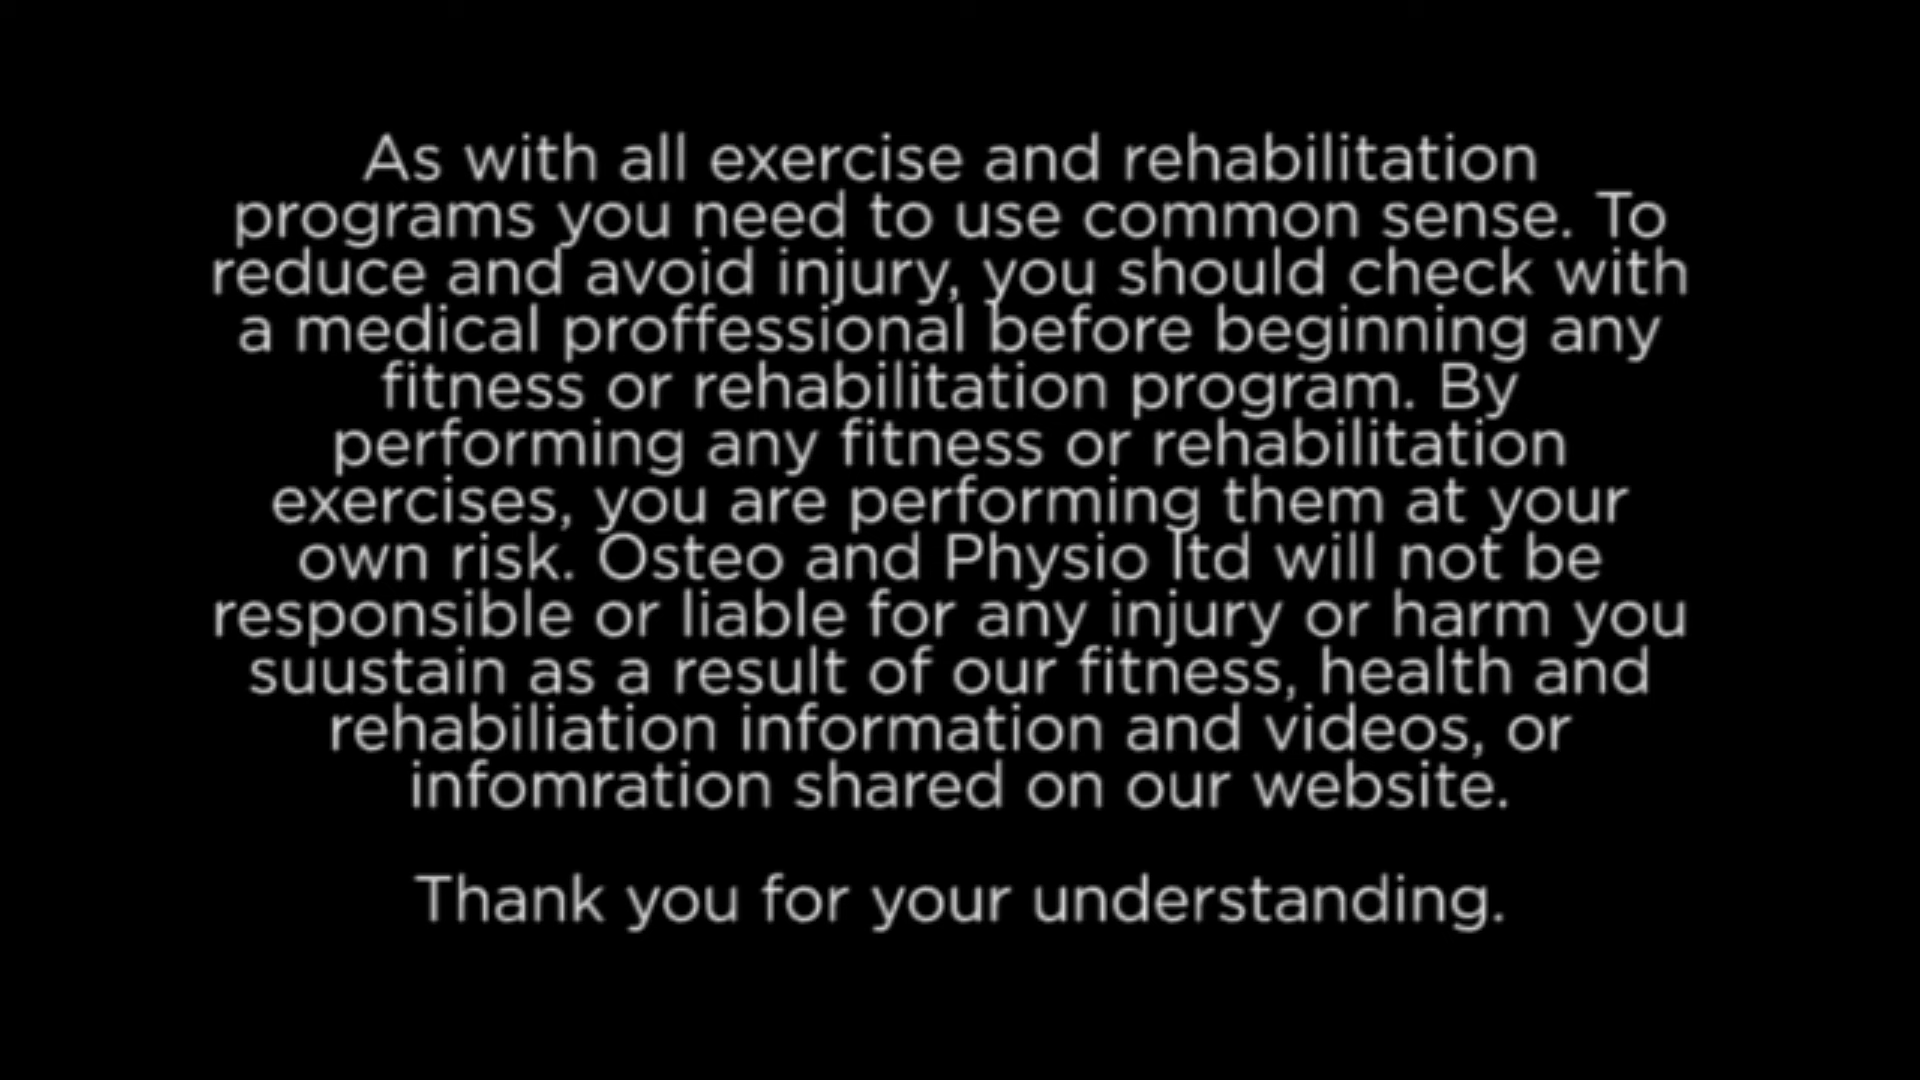 As with all exercise and rehabilitation
programs you need to use common sense. To
reduce and avoid injury, you should check with
a medical proffessional before beginning any
fitness or rehabilitation program. By
performing any fitness or rehabilitation
exercises, you are performing them at your
own risk. Osteo and Physio ltd will not be
responsible or liable for any injury or harm you
suustain as a result of our fitness, health and
rehabiliation information and videos, or
infomration shared on our website.
Thank you for your understanding.